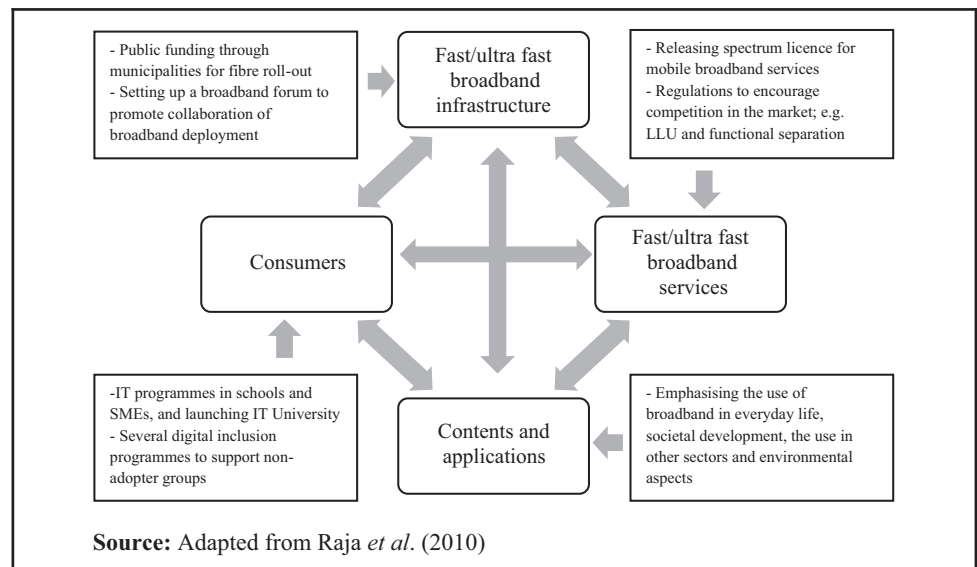 - Public funding through
municipalities for fibre roll-out
- Setting up a broadband forum to
promote collaboration of
broadband deployment
Fast/ultra fast
broadband
infrastructure
- Releasing spectrum licence for
mobile broadband services
- Regulations to encourage
competition in the market; e.g.
LLU and functional separation
Consumers
Fast/ultra fast
broadband
services
-IT programmes in schools and
SMEs, and launching IT University
- Several digital inclusion
programmes to support non-
adopter groups
Contents and
applications
- Emphasising the use of
broadband in everyday life,
societal development, the use in
other sectors and environmental
aspects
Source: Adapted from Raja et al. (2010)